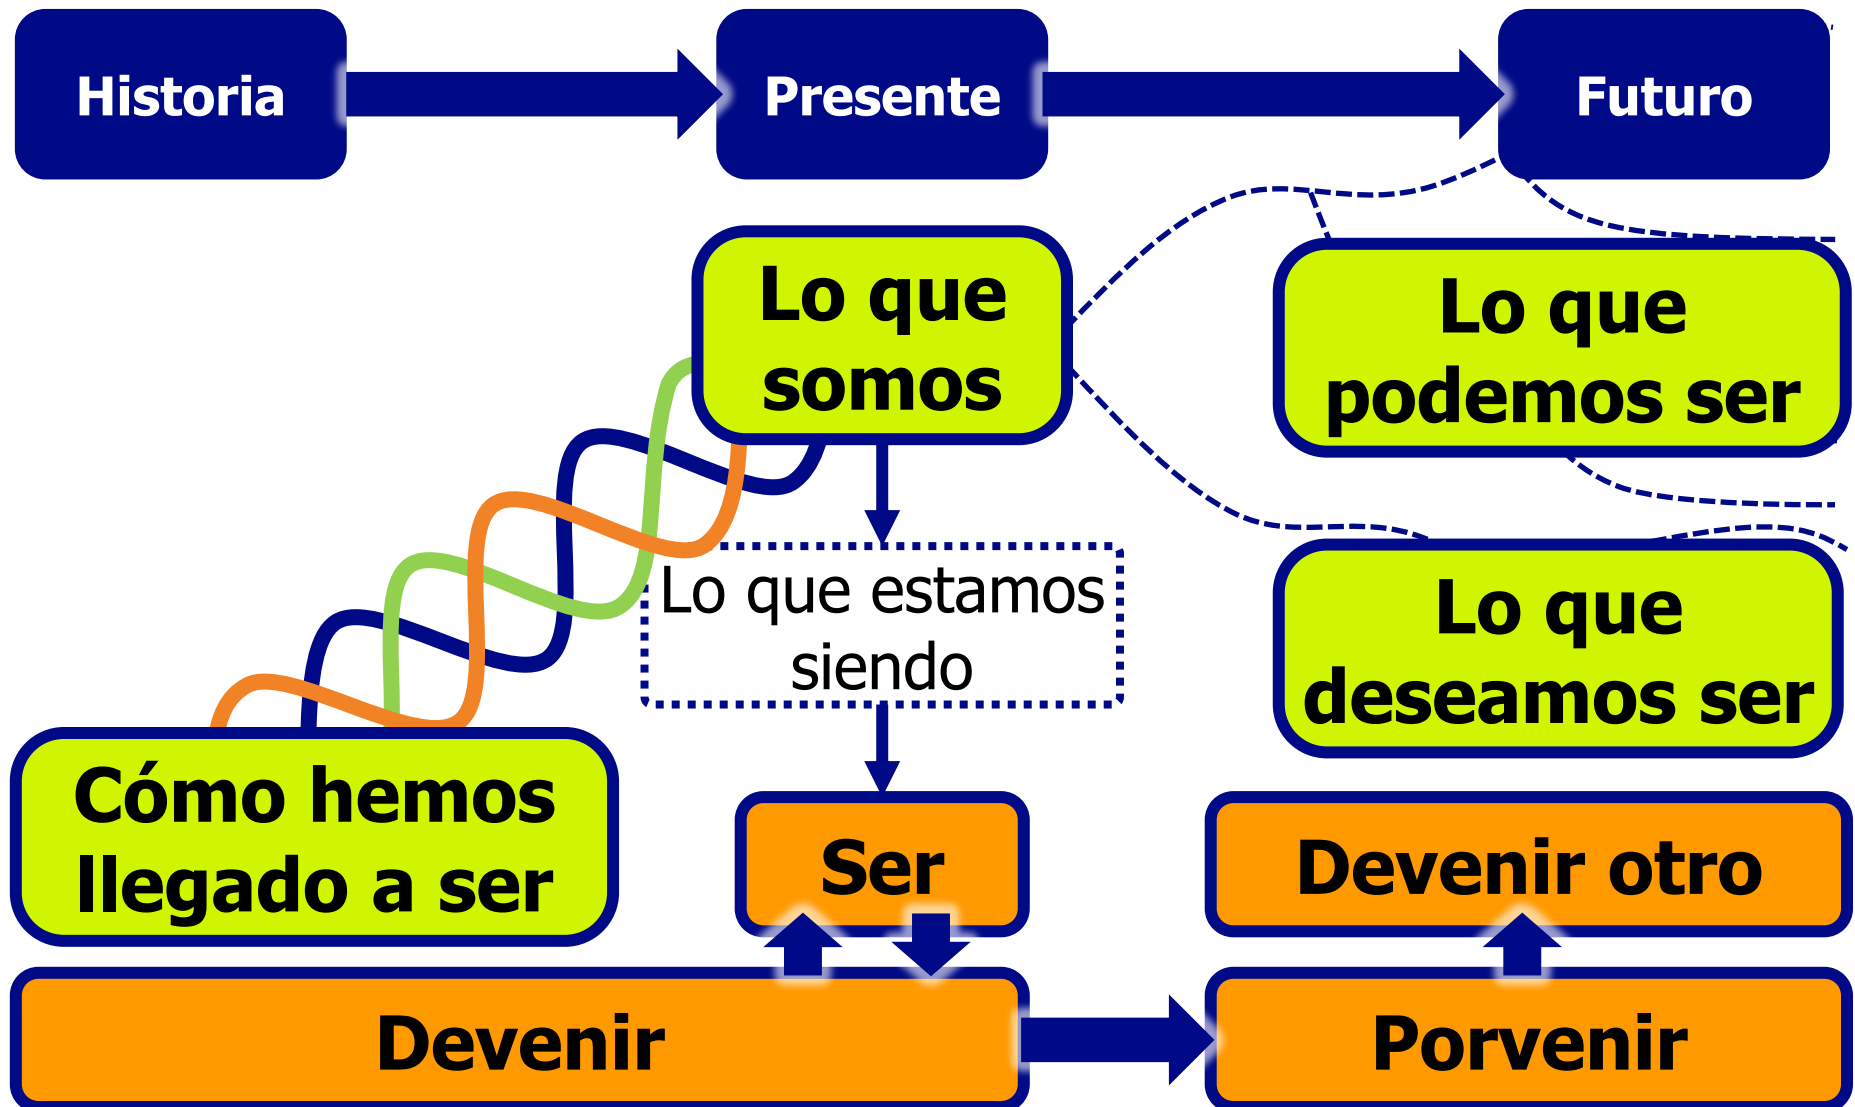 Historia
Presente
Futuro
Lo que
somos
Lo que
podemos ser
Lo que estamos
siendo
Lo que
deseamos ser
Cómo hemos
llegado a ser
Ser
Devenir otro
Devenir
Porvenir